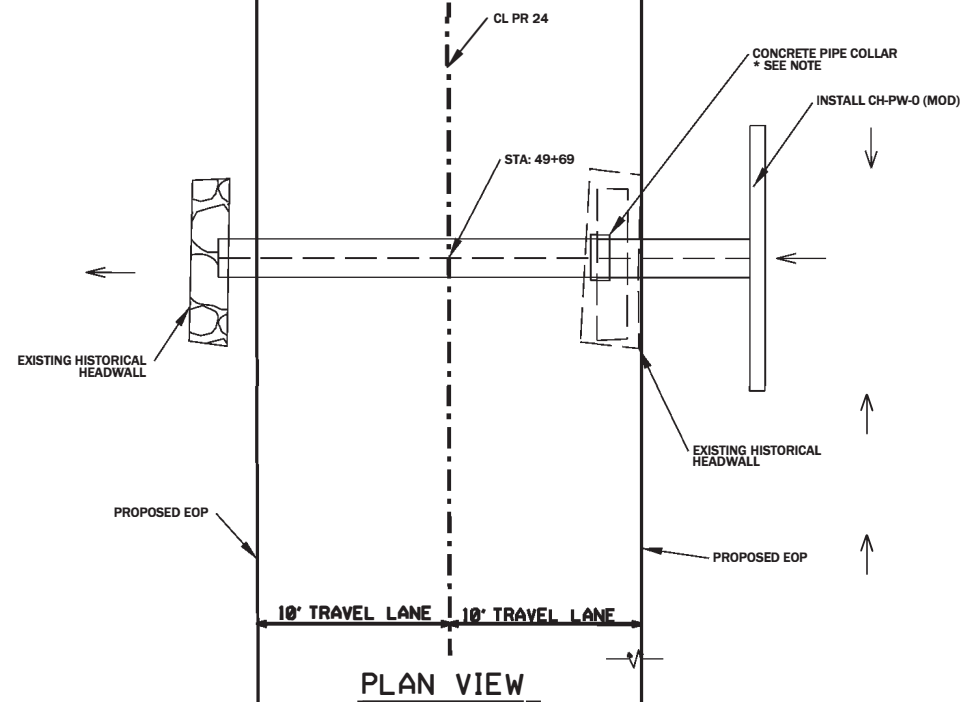 CL PR 24
CONCRETE PIPE COLLAR
* SEE NOTE
INSTALL CH-PW-0 (MOD)
STA: 49+69
EXISTING HISTORICAL
HEADWALL
EXISTING HISTORICAL
HEADWALL
PROPOSED EOP
PROPOSED EOP
10' TRAVEL LANE
10' TRAVEL LANE
PLAN VIEW